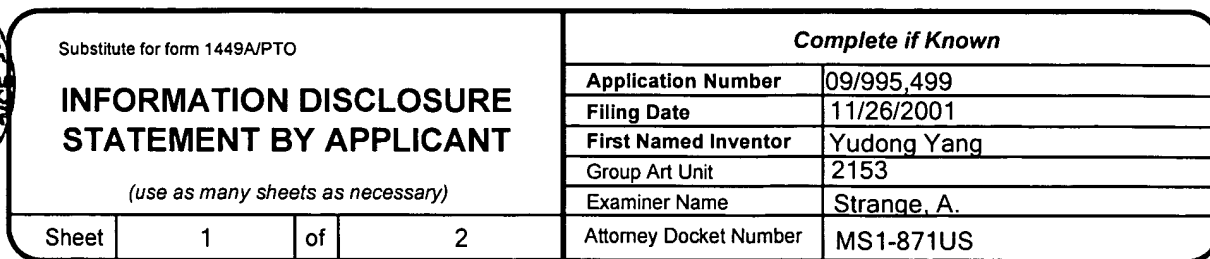 Substitute for form 1449A/PTO
INFORMATION DISCLOSURE
STATEMENT BY APPLICANT
(use as many sheets as necessary)
Sheet 1 of 2
Complete if Known
Application Number 09/995,499
Filing Date 11/26/2001
First Named Inventor Yudong Yang
Group Art Unit 2153
Examiner Name Strange, A.
Attorney Docket Number MS1-871US